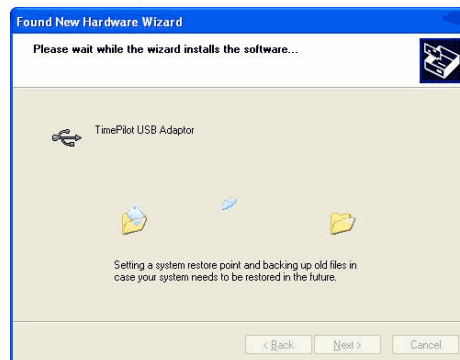 Found New Hardware Wizard
Please wait while the wizard installs the software...
TimePilot USB Adaptor
Setting a system restore point and backing up old files in
case your system needs to be restored in the future.
< Back Next > Cancel